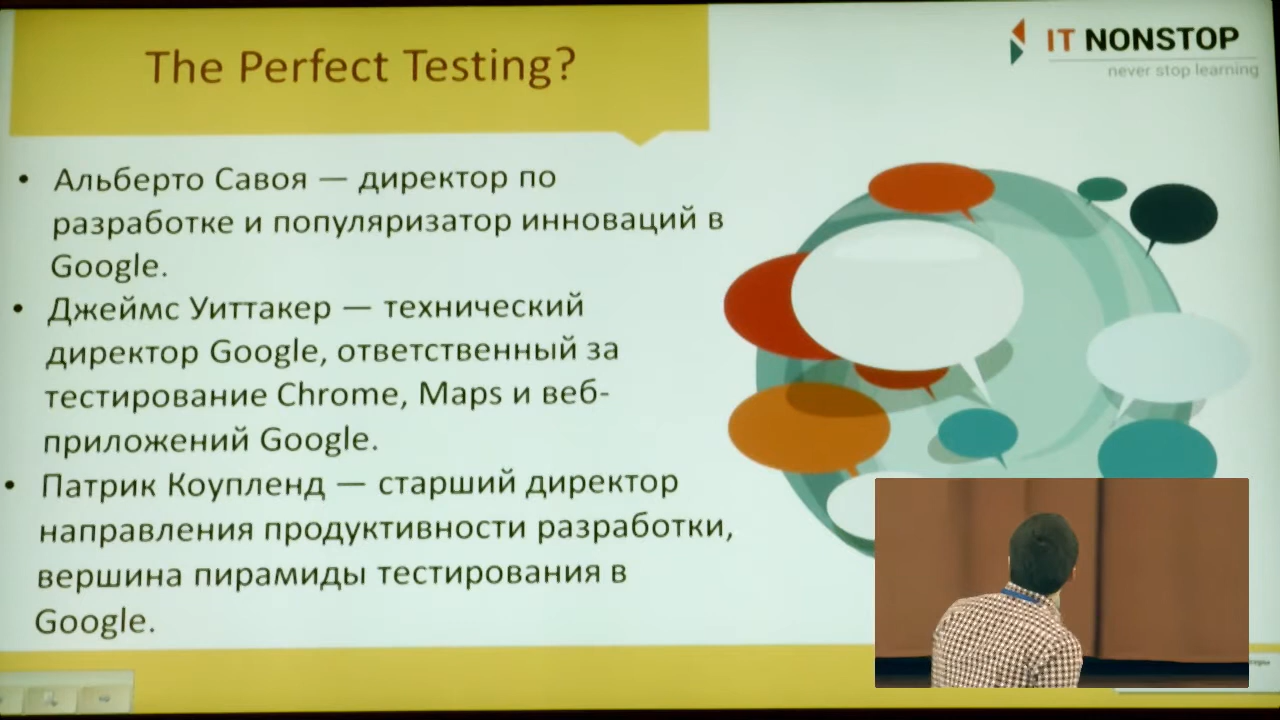 The Perfect Testing?
IT NONSTOP
never stop learning
• Альберто Савоя — директор по
разработке и популяризатор инноваций в
Google.
• Джеймс Уиттакер — технический
директор Google, ответственный за
тестирование Chrome, Maps и веб-
приложений Google.
• Патрик Коупленд — старший директор
направления продуктивности разработки,
вершина пирамиды тестирования в
Google.